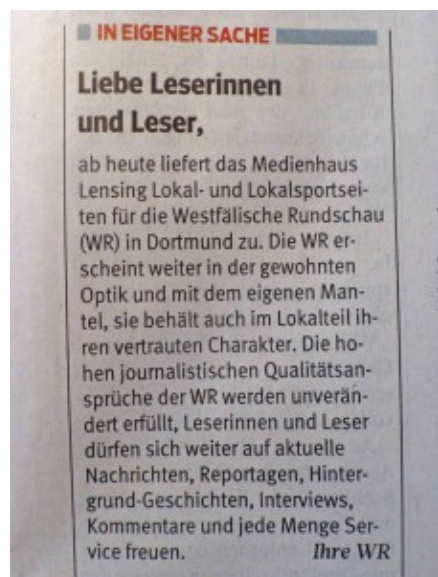 IN EIGENER SACHE
Liebe Leserinnen
und Leser,
ab heute liefert das Medienhaus
Lensing Lokal- und Lokalsportsei-
ten für die Westfälische Rundschau
(WR) in Dortmund zu. Die WR er-
scheint weiter in der gewohnten
Optik und mit dem eigenen Man-
tel, sie behält auch im Lokalteil ih-
ren vertrauten Charakter. Die ho-
hen journalistischen Qualitätsan-
sprüche der WR werden unverän-
dert erfüllt, Leserinnen und Leser
dürfen sich weiter auf aktuelle
Nachrichten, Reportagen, Hinter-
grund-Geschichten, Interviews,
Kommentare und jede Menge Ser-
vice freuen. Ihre WR